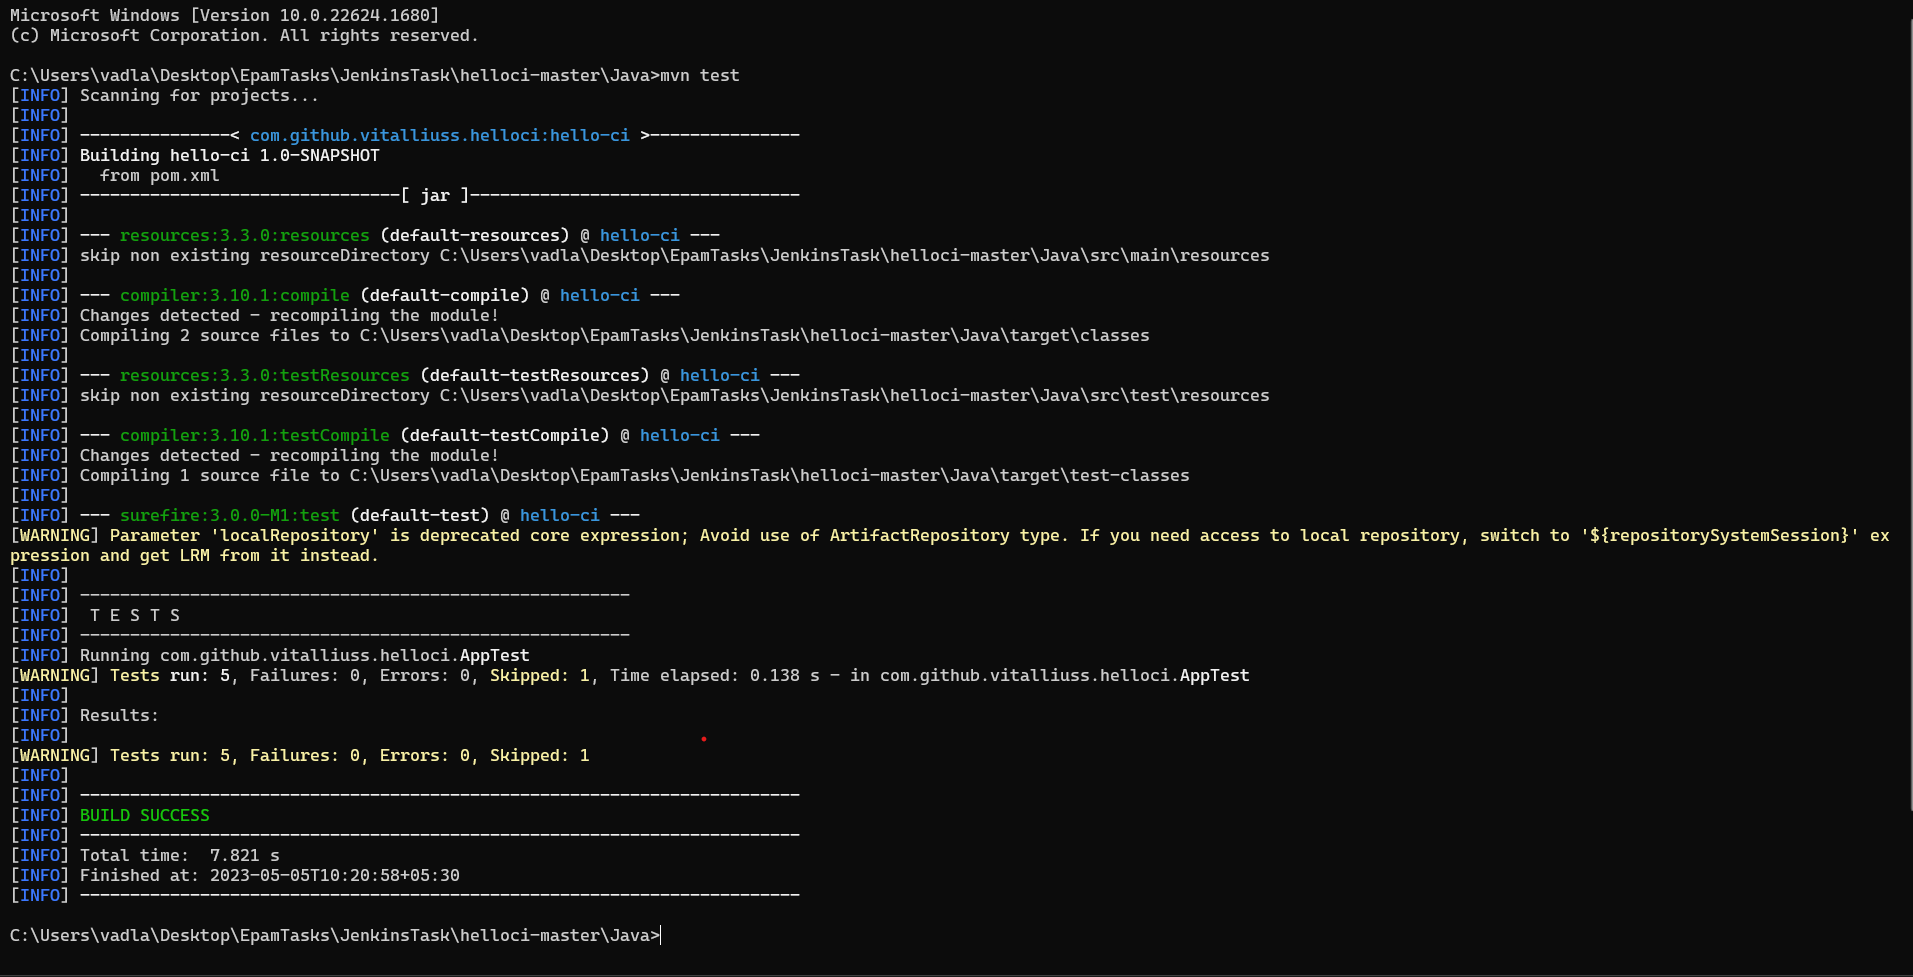 Microsoft Windows [Version 10.0.22624.1680]
(c) Microsoft Corporation. All rights reserved.
C:\Users\vadla\Desktop\EpamTasks\JenkinsTask\helloci-master\Java>mvn test
[INFO] Scanning for projects...
[INFO]
[INFO] ---------------< com.github.vitalliuss.helloci:hello-ci >---------------
[INFO] Building hello-ci 1.0-SNAPSHOT
[INFO]   from pom.xml
[INFO] --------------------------------[ jar ]---------------------------------
[INFO]
[INFO] --- resources:3.3.0:resources (default-resources) @ hello-ci ---
[INFO] skip non existing resourceDirectory C:\Users\vadla\Desktop\EpamTasks\JenkinsTask\helloci-master\Java\src\main\resources
[INFO]
[INFO] --- compiler:3.10.1:compile (default-compile) @ hello-ci ---
[INFO] Changes detected - recompiling the module!
[INFO] Compiling 2 source files to C:\Users\vadla\Desktop\EpamTasks\JenkinsTask\helloci-master\Java\target\classes
[INFO]
[INFO] --- resources:3.3.0:testResources (default-testResources) @ hello-ci ---
[INFO] skip non existing resourceDirectory C:\Users\vadla\Desktop\EpamTasks\JenkinsTask\helloci-master\Java\src\test\resources
[INFO]
[INFO] --- compiler:3.10.1:testCompile (default-testCompile) @ hello-ci ---
[INFO] Changes detected - recompiling the module!
[INFO] Compiling 1 source file to C:\Users\vadla\Desktop\EpamTasks\JenkinsTask\helloci-master\Java\target\test-classes
[INFO]
[INFO] --- surefire:3.0.0-M1:test (default-test) @ hello-ci ---
[WARNING] Parameter 'localRepository' is deprecated core expression; Avoid use of ArtifactRepository type. If you need access to local repository, switch to '${repositorySystemSession}' ex
pression and get LRM from it instead.
[INFO]
[INFO] -------------------------------------------------------
[INFO]  T E S T S
[INFO] -------------------------------------------------------
[INFO] Running com.github.vitalliuss.helloci.AppTest
[WARNING] Tests run: 5, Failures: 0, Errors: 0, Skipped: 1, Time elapsed: 0.138 s - in com.github.vitalliuss.helloci.AppTest
[INFO]
[INFO] Results:
[INFO]
[WARNING] Tests run: 5, Failures: 0, Errors: 0, Skipped: 1
[INFO]
[INFO] ------------------------------------------------------------------------
[INFO] BUILD SUCCESS
[INFO] ------------------------------------------------------------------------
[INFO] Total time:  7.821 s
[INFO] Finished at: 2023-05-05T10:20:58+05:30
[INFO] ------------------------------------------------------------------------
C:\Users\vadla\Desktop\EpamTasks\JenkinsTask\helloci-master\Java>